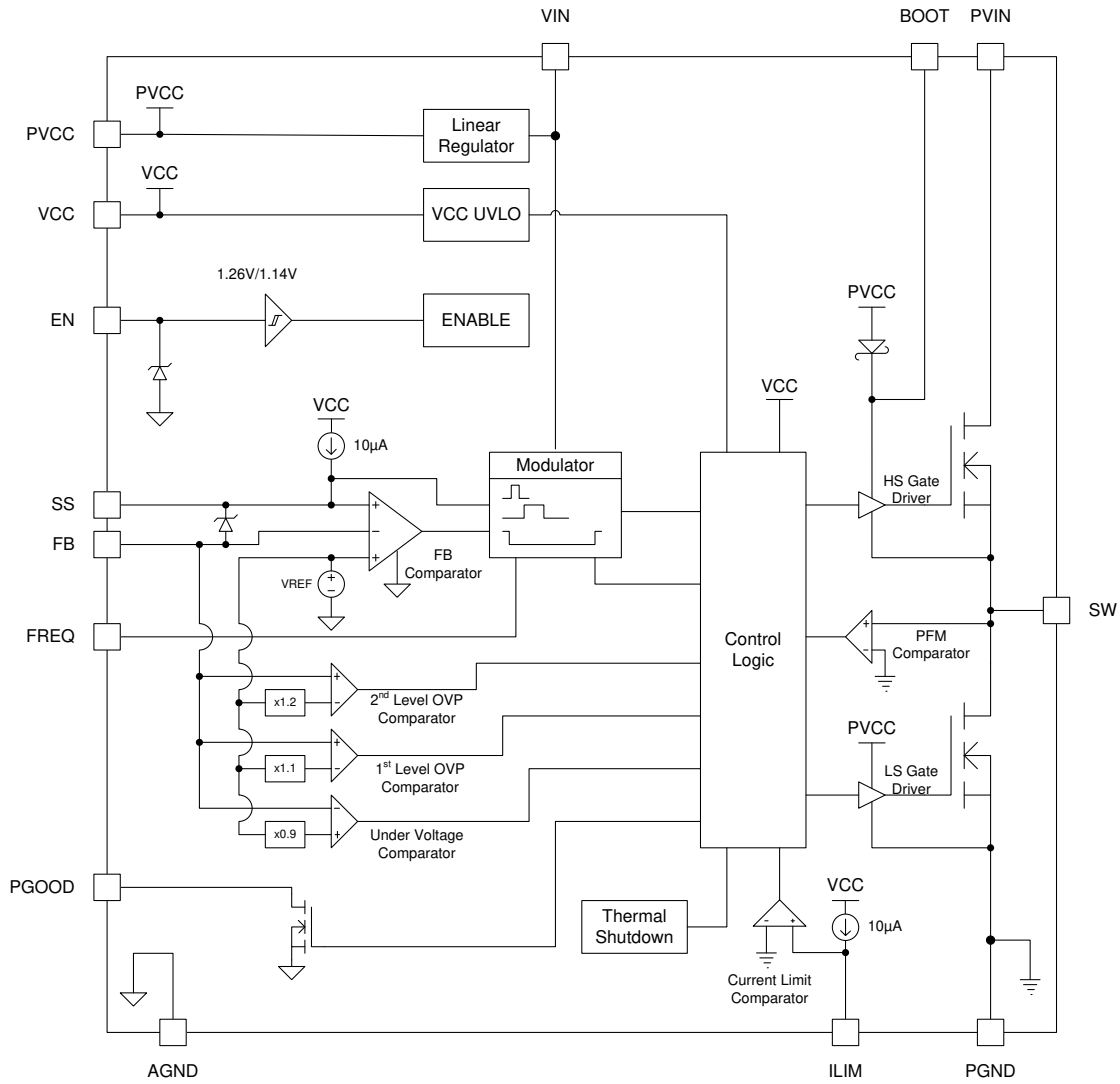 VIN
BOOT
PVIN
PVCC
PVCC
Linear
Regulator
VCC
VCC
VCC UVLO
1.26V/1.14V
EN
ENABLE
PVCC
VCC
VCC
10µA
Modulator
SS
+
HS Gate
Driver
FB
−
+
FB
Comparator
VREF
+
−
SW
FREQ
Control
Logic
+
-
PFM
Comparator
x1.2
+
-
2nd Level OVP
Comparator
PVCC
x1.1
+
-
1st Level OVP
Comparator
LS Gate
Driver
x0.9
-
+
Under Voltage
Comparator
PGOOD
VCC
Thermal
Shutdown
-
+
10µA
Current Limit
Comparator
AGND
ILIM
PGND